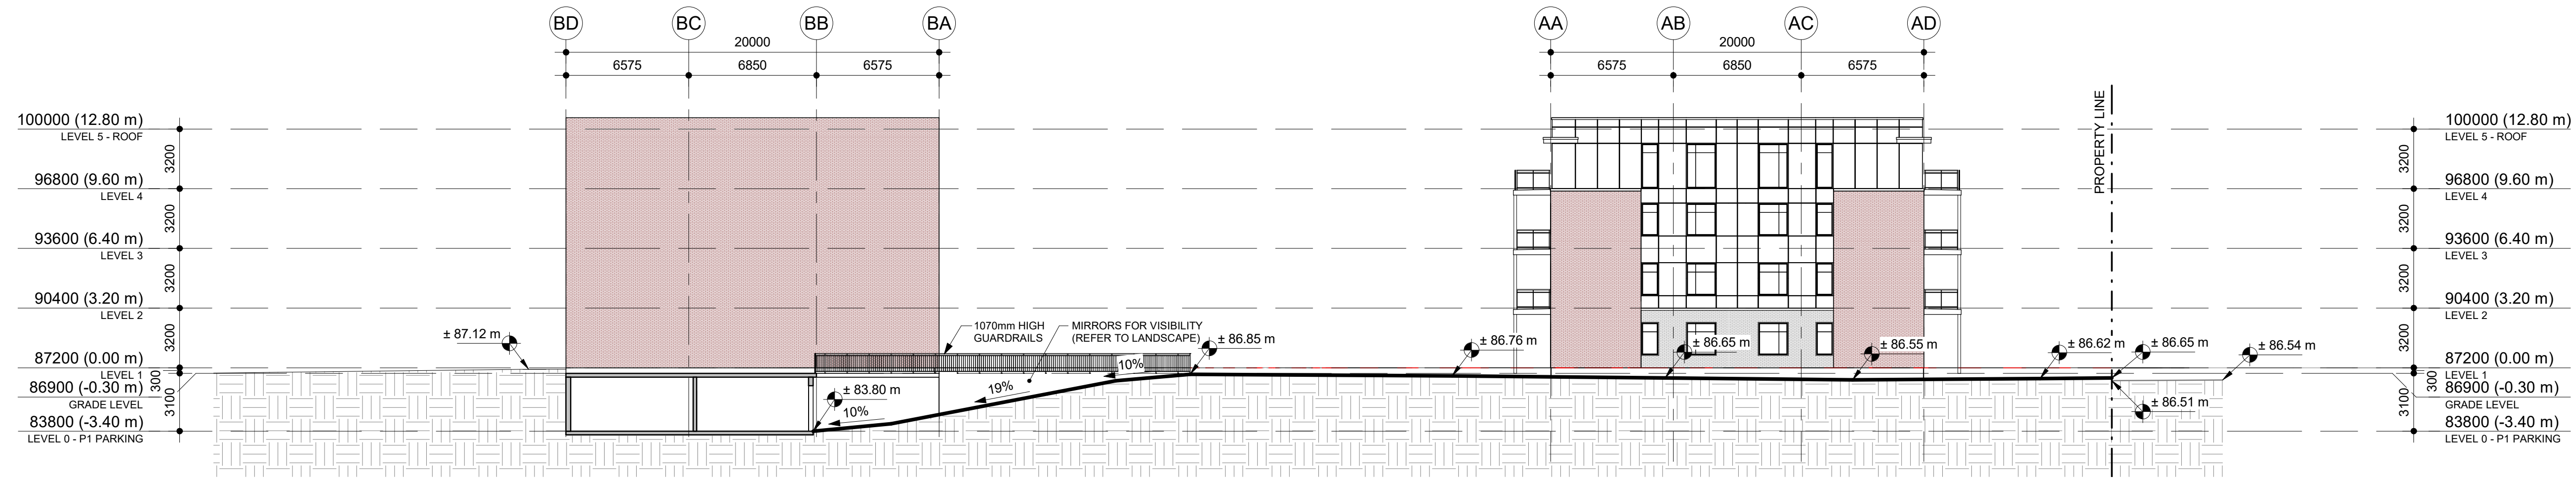 BD
BC
BB
BA
AA
AB
AC
AD
20000
20000
6575
6850
6575
6575
6850
6575
PROPERTY LINE
100000 (12.80 m)
LEVEL 5 - ROOF
3200
96800 (9.60 m)
LEVEL 4
3200
93600 (6.40 m)
LEVEL 3
3200
90400 (3.20 m)
LEVEL 2
3200
87200 (0.00 m)
LEVEL 1
300
86900 (-0.30 m)
GRADE LEVEL
3100
83800 (-3.40 m)
LEVEL 0 - P1 PARKING
± 87.12 m
1070mm HIGH
GUARDRAILS
MIRRORS FOR VISIBILITY
(REFER TO LANDSCAPE)
± 83.80 m
10%
19%
10%
± 86.85 m
± 86.76 m
± 86.65 m
± 86.55 m
± 86.62 m
± 86.65 m
± 86.54 m
± 86.51 m
100000 (12.80 m)
LEVEL 5 - ROOF
3200
96800 (9.60 m)
LEVEL 4
3200
93600 (6.40 m)
LEVEL 3
3200
90400 (3.20 m)
LEVEL 2
3200
87200 (0.00 m)
LEVEL 1
300
86900 (-0.30 m)
GRADE LEVEL
3100
83800 (-3.40 m)
LEVEL 0 - P1 PARKING